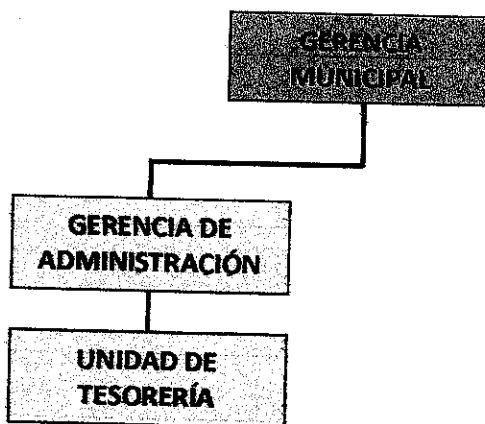 GERENCIA
MUNICIPAL
GERENCIA DE
ADMINISTRACIÓN
UNIDAD DE
TESORERÍA